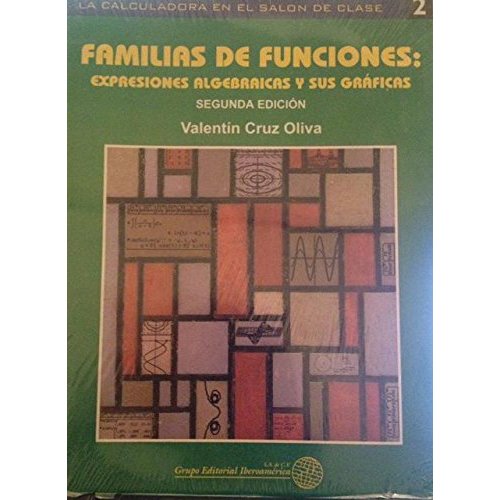 LA CALCULADORA EN EL SALON DE CLASE 2
FAMILIAS DE FUNCIONES:
EXPRESIONES ALGEBRAICAS Y SUS GRÁFICAS
SEGUNDA EDICIÓN
Valentín Cruz Oliva
S.A. de C.V.
Grupo Editorial Iberoamérica